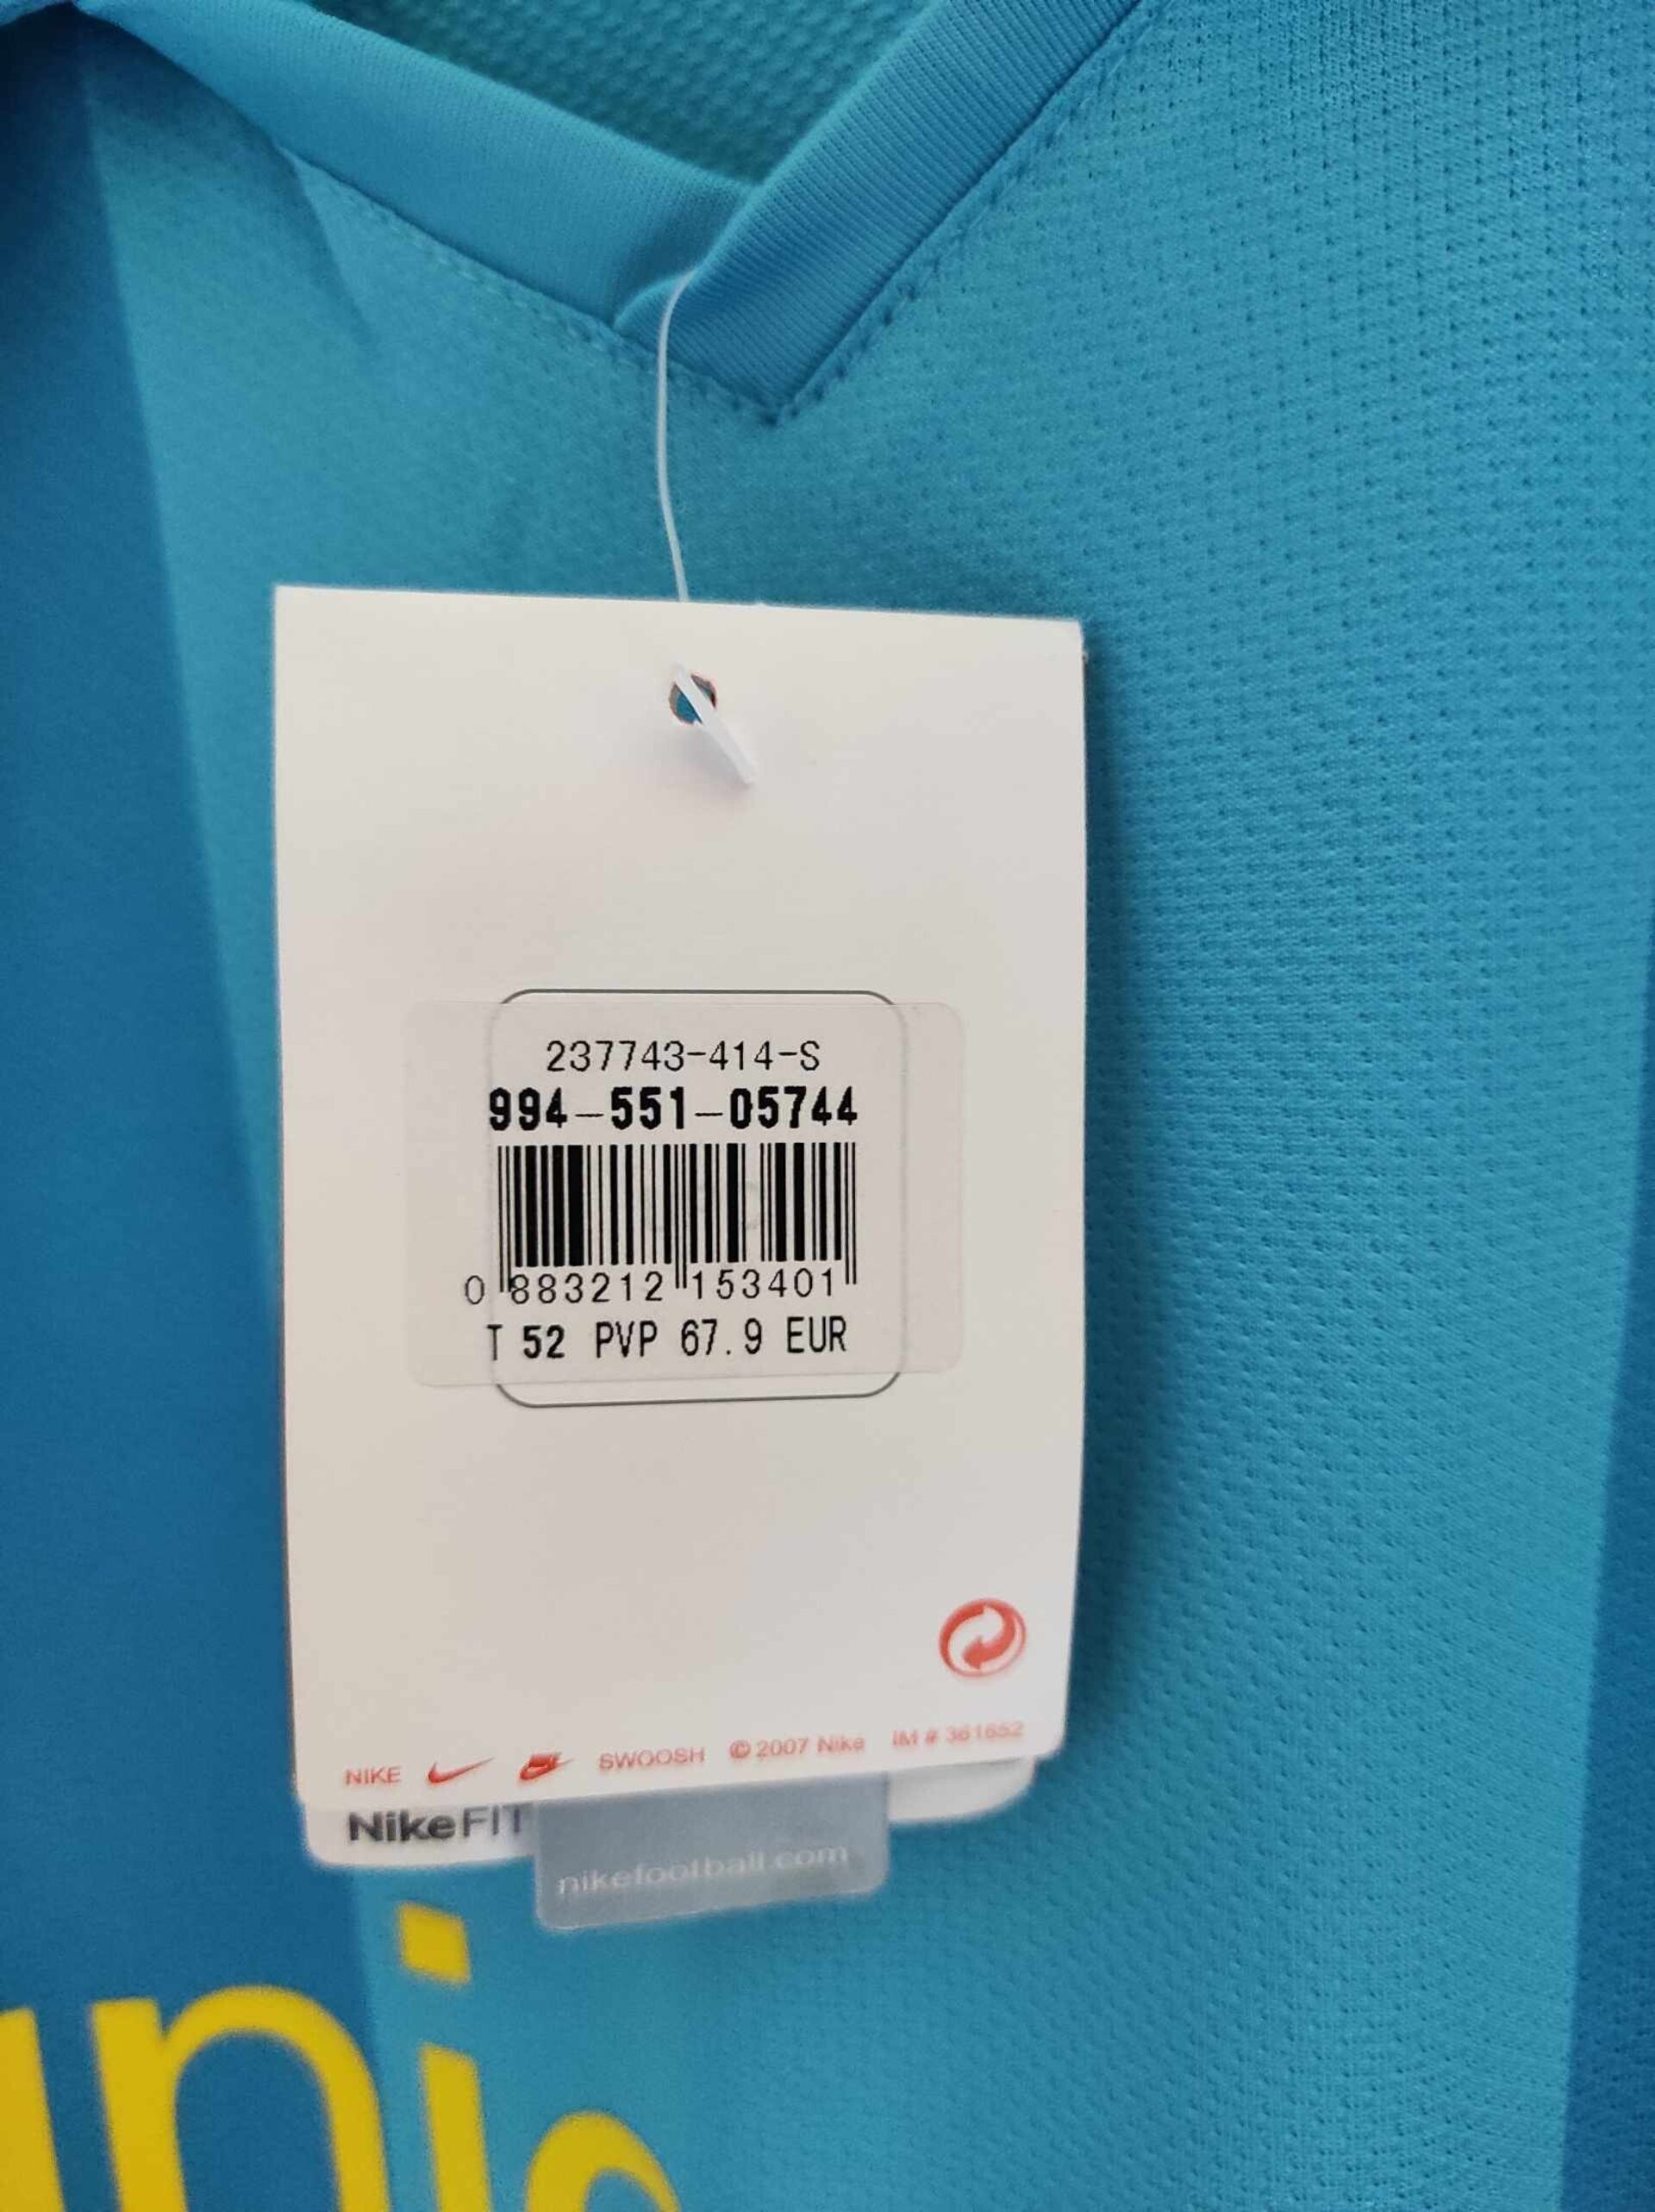 237743-414-S
994-551-05744
0 883212 153401
T 52 PVP 67.9 EUR
NIKE SWOOSH © 2007 Nike IM # 361652
NikeFIT
nikefootball.com